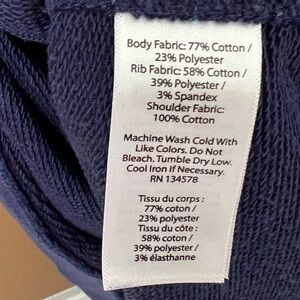 Body Fabric: 77% Cotton /
23% Polyester
Rib Fabric: 58% Cotton /
39% Polyester /
3% Spandex
Shoulder Fabric:
100% Cotton
Machine Wash Cold With
Like Colors. Do Not
Bleach. Tumble Dry Low.
Cool Iron If Necessary.
RN 134578
Tissu du corps :
77% coton /
23% polyester
Tissu du côte :
58% coton /
39% polyester /
3% élasthanne